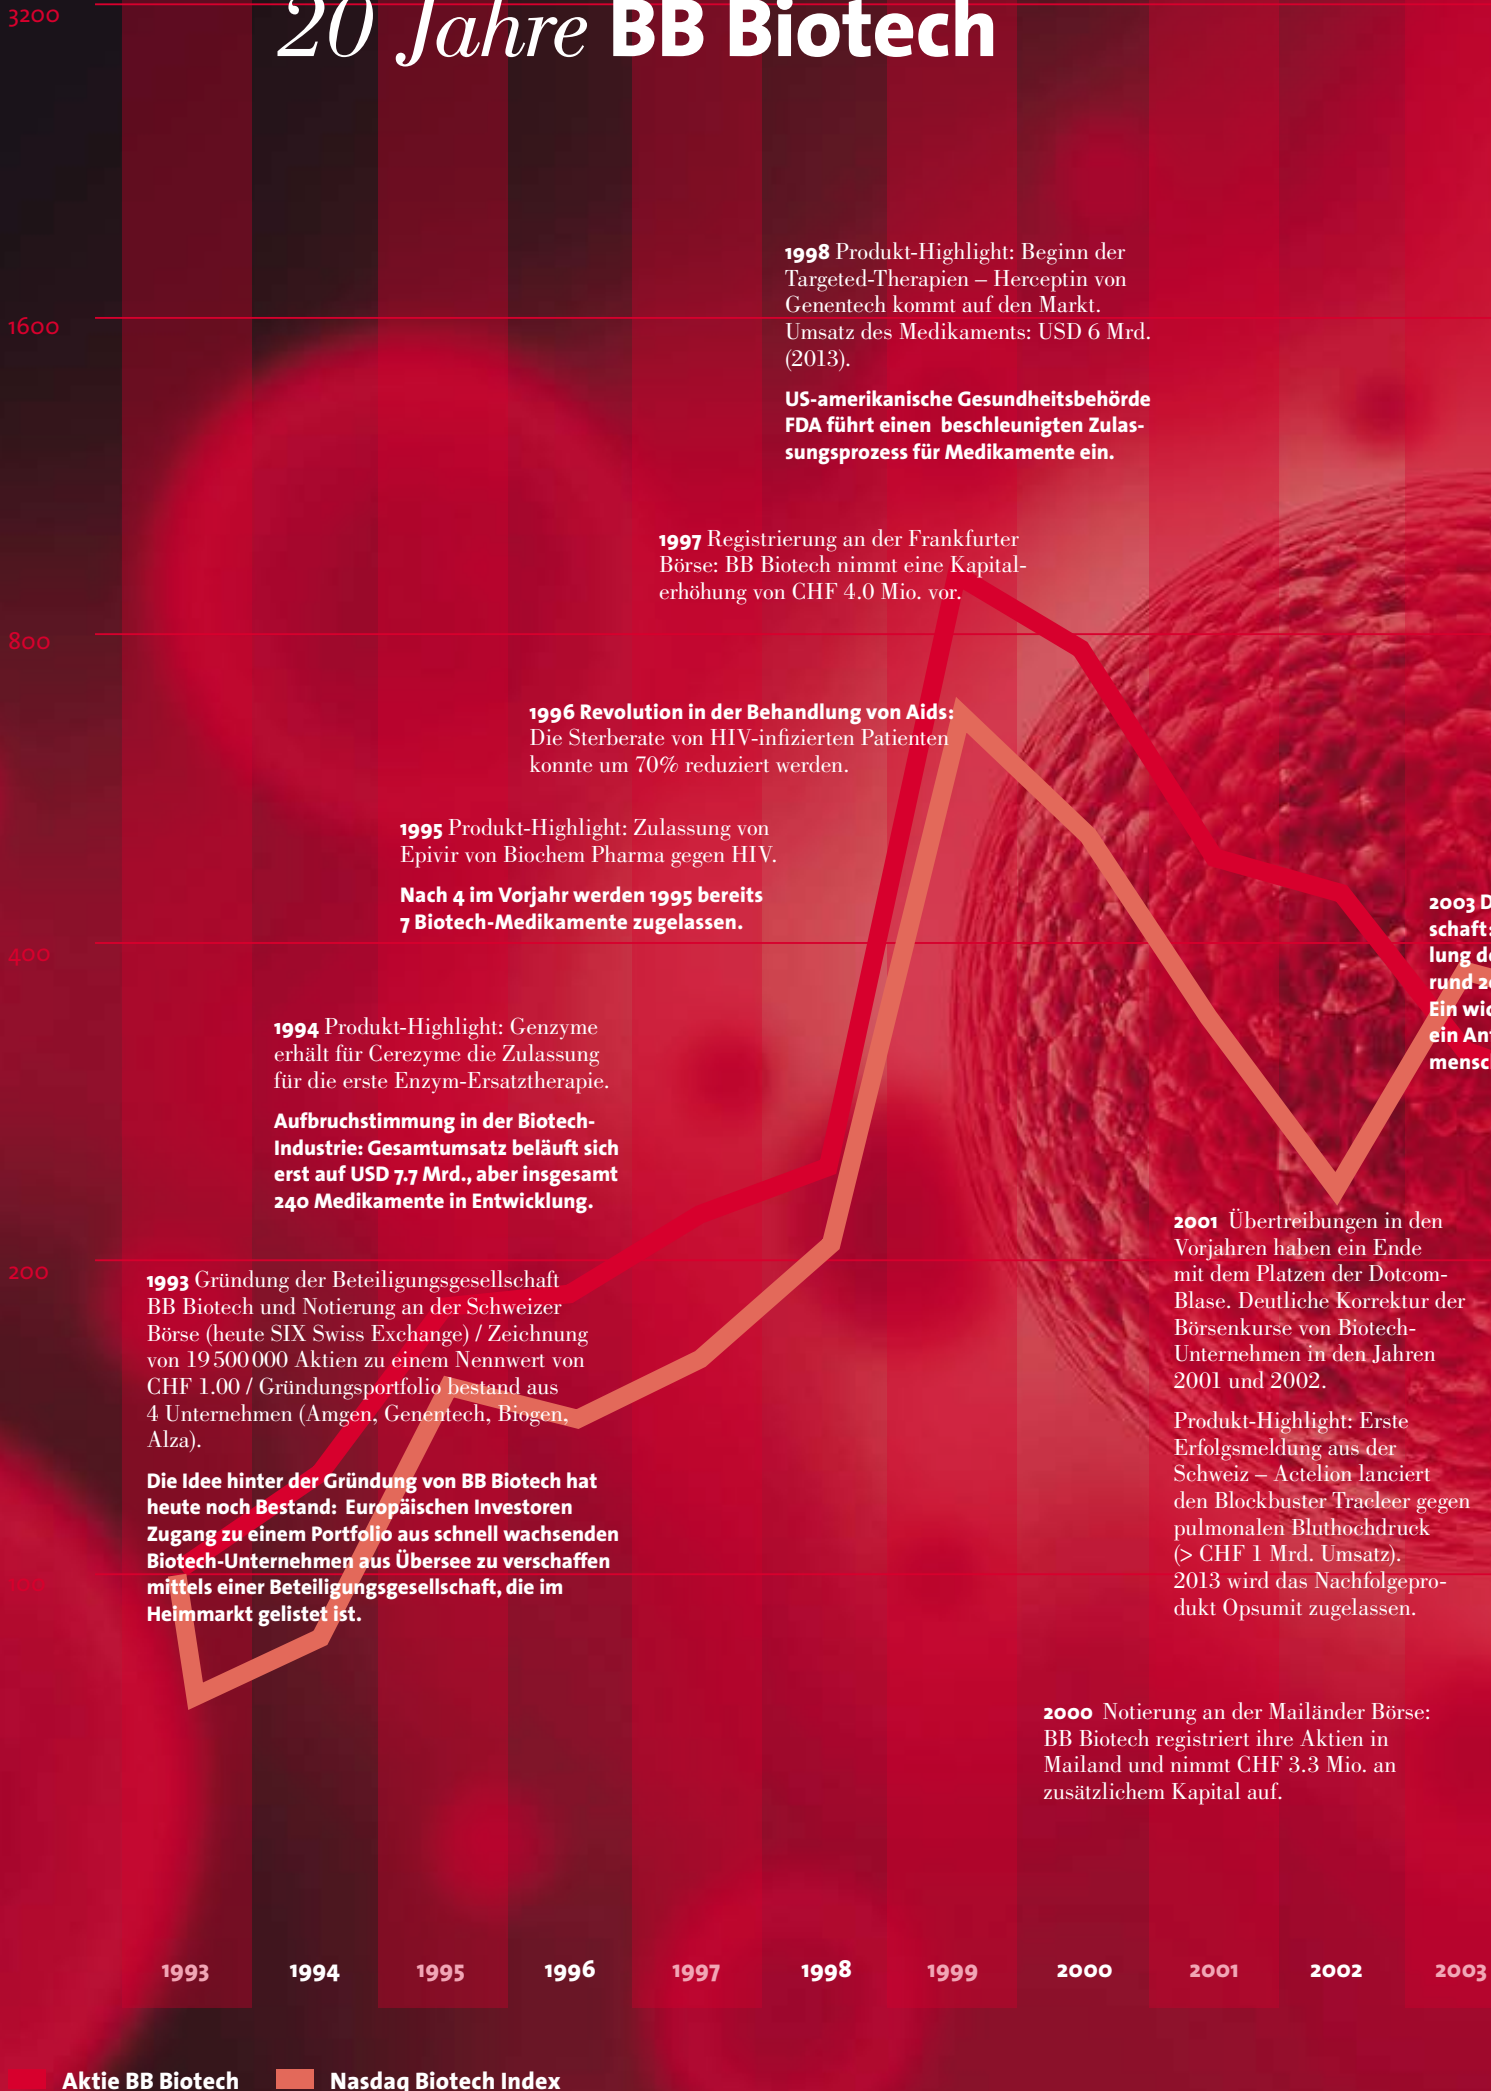 20 Jahre BB Biotech
3200
1600
800
400
200
1998 Produkt-Highlight: Beginn der
Targeted-Therapien – Herceptin von
Genentech kommt auf den Markt.
Umsatz des Medikaments: USD 6 Mrd.
(2013).
US-amerikanische Gesundheitsbehörde
FDA führt einen beschleunigten Zulas-
sungsprozess für Medikamente ein.
1997 Registrierung an der Frankfurter
Börse: BB Biotech nimmt eine Kapital-
erhöhung von CHF 4.0 Mio. vor.
1996 Revolution in der Behandlung von Aids:
Die Sterberate von HIV-infizierten Patienten
konnte um 70% reduziert werden.
1995 Produkt-Highlight: Zulassung von
Epivir von Biochem Pharma gegen HIV.
Nach 4 im Vorjahr werden 1995 bereits
7 Biotech-Medikamente zugelassen.
2003
schaft
lung
rund
Ein
ein
1994 Produkt-Highlight: Genzyme
erhält für Cerezyme die Zulassung
für die erste Enzym-Ersatztherapie.
Aufbruchstimmung in der Biotech-
Industrie: Gesamtumsatz beläuft sich
erst auf USD 7.7 Mrd., aber insgesamt
240 Medikamente in Entwicklung.
1993 Gründung der Beteiligungsgesellschaft
BB Biotech und Notierung an der Schweizer
Börse (heute SIX Swiss Exchange) / Zeichnung
von 19 500 000 Aktien zu einem Nennwert von
CHF 1.00 / Gründungsportfolio bestand aus
4 Unternehmen (Amgen, Genentech, Biogen,
Alza).
Die Idee hinter der Gründung von BB Biotech hat
heute noch Bestand: Europäischen Investoren
Zugang zu einem Portfolio aus schnell wachsenden
Biotech-Unternehmen aus Übersee zu verschaffen
mittels einer Beteiligungsgesellschaft, die im
Heimmarkt gelistet ist.
2001 Übertreibungen in den
Vorjahren haben ein Ende
mit dem Platzen der Dotcom-
Blase. Deutliche Korrektur der
Börsenkurse von Biotech-
Unternehmen in den Jahren
2001 und 2002.
Produkt-Highlight: Erste
Erfolgsmeldung aus der
Schweiz – Actelion lanciert
den Blockbuster Tracleer gegen
pulmonalen Bluthochdruck
(> CHF 1 Mrd. Umsatz).
2013 wird das Nachfolgepro-
dukt Opsumit zugelassen.
2000 Notierung an der Mailänder Börse:
BB Biotech registriert ihre Aktien in
Mailand und nimmt CHF 3.3 Mio. an
zusätzlichem Kapital auf.
1993 1994 1995 1996 1997 1998 1999 2000 2001 2002 2003
Aktie BB Biotech Nasdaq Biotech Index